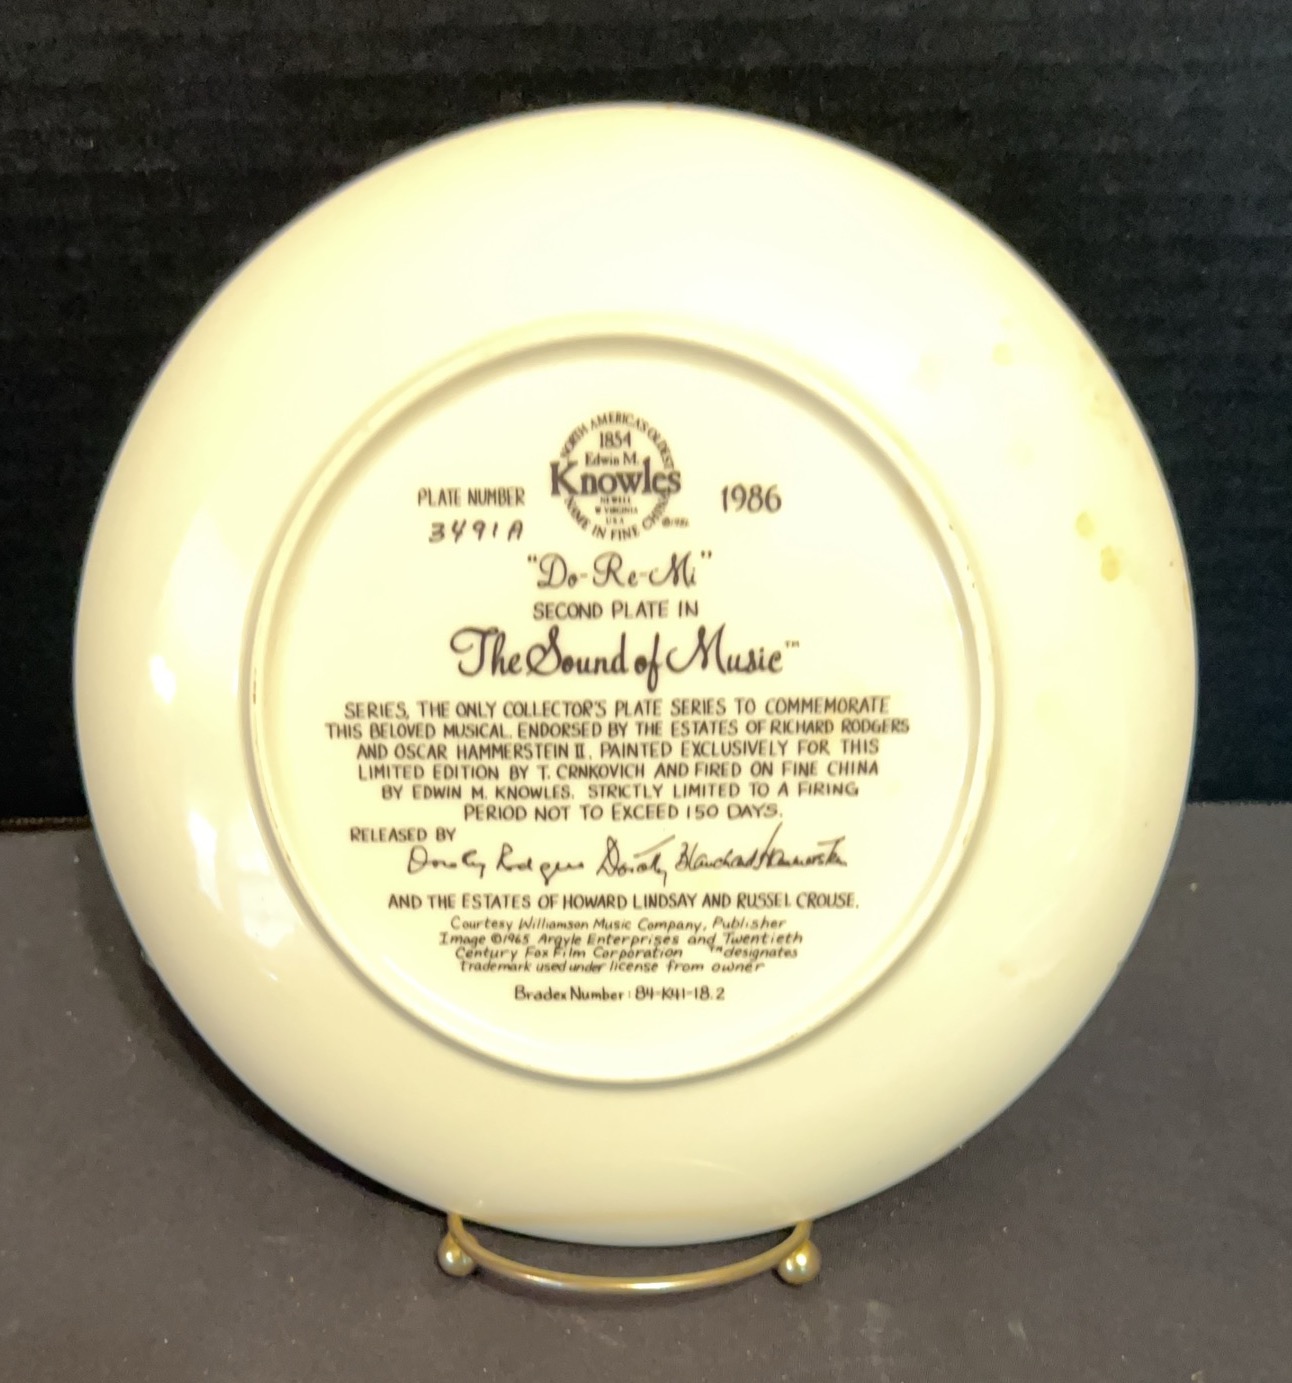 NORTH AMERICA'S OLDEST
1854
Edwin M.
Knowles
NEWELL
W VIRGINIA
U.S.A.
NAME IN FINE CHINA
PLATE NUMBER
3491A
1986
"Do-Re-Mi"
SECOND PLATE IN
The Sound of Music™
SERIES, THE ONLY COLLECTOR'S PLATE SERIES TO COMMEMORATE
THIS BELOVED MUSICAL. ENDORSED BY THE ESTATES OF RICHARD RODGERS
AND OSCAR HAMMERSTEIN II. PAINTED EXCLUSIVELY FOR THIS
LIMITED EDITION BY T. CRNKOVICH AND FIRED ON FINE CHINA
BY EDWIN M. KNOWLES. STRICTLY LIMITED TO A FIRING
PERIOD NOT TO EXCEED 150 DAYS.
RELEASED BY
Dorothy Rodgers Dorothy Blanchard Hammerstein
AND THE ESTATES OF HOWARD LINDSAY AND RUSSEL CROUSE.
Courtesy Williamson Music Company, Publisher
Image ©1965 Argyle Enterprises and Twentieth
Century Fox Film Corporation ™designates
trademark used under license from owner
Bradex Number: 84-K41-18.2